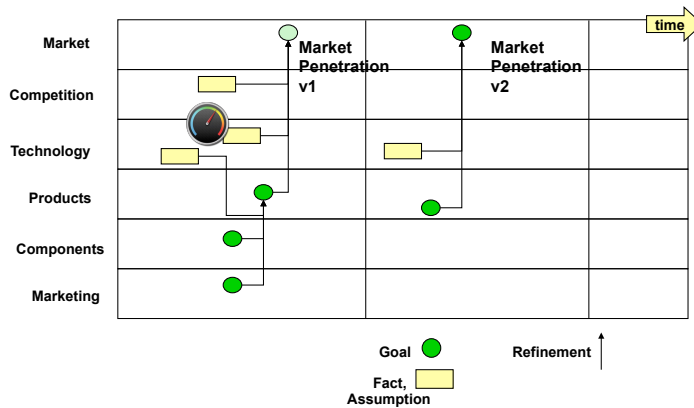 Market
time
Market
Penetration
v1
Market
Penetration
v2
Competition
Technology
Products
Components
Marketing
Goal
Refinement
Fact,
Assumption